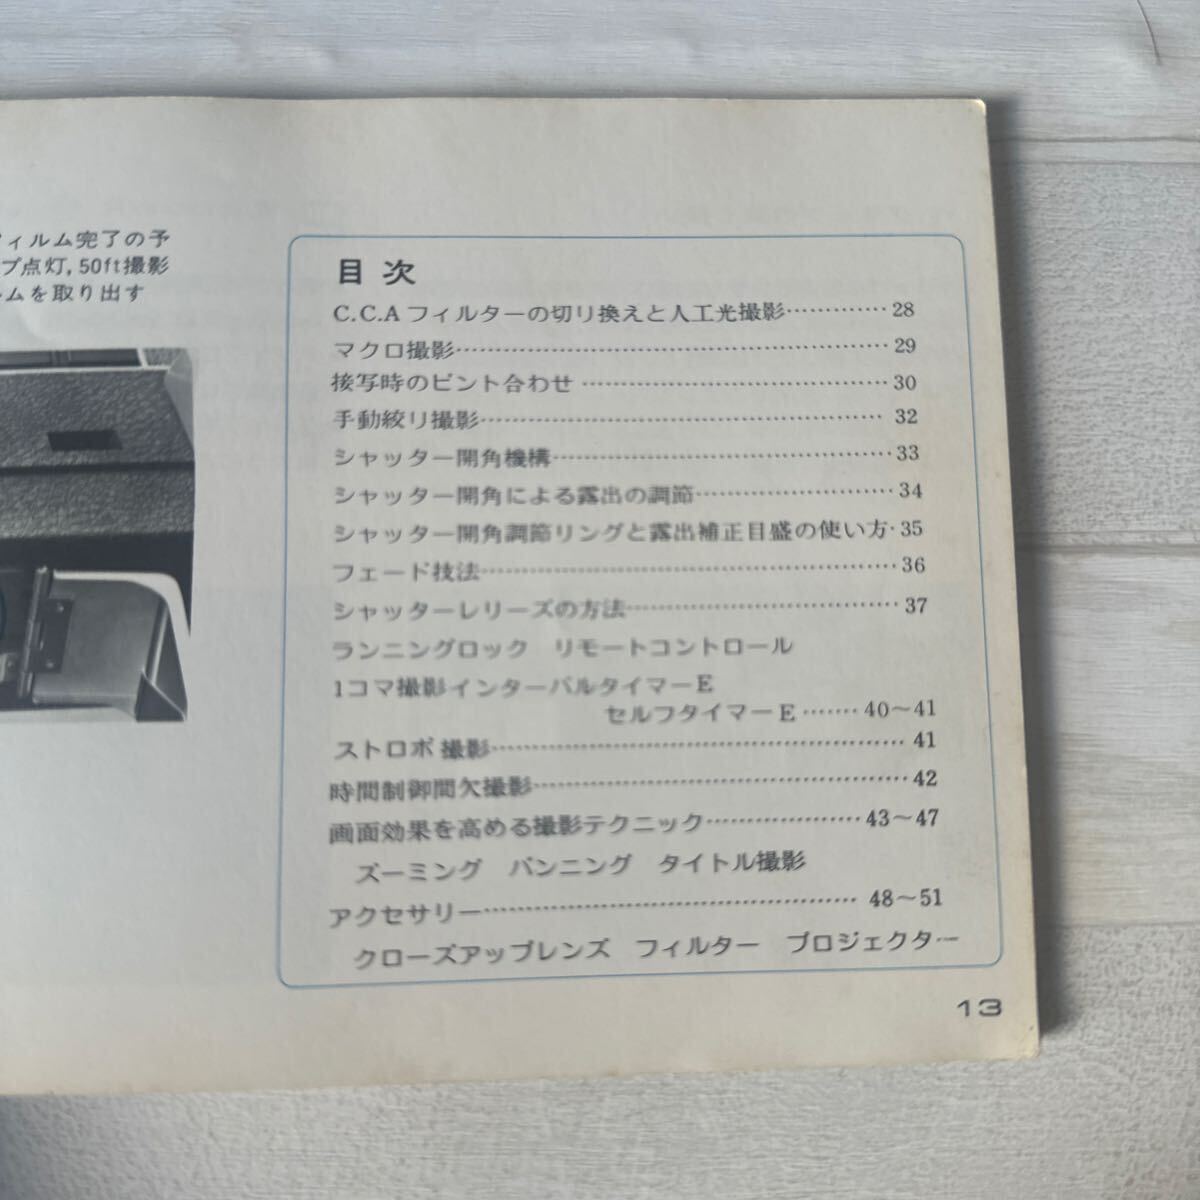 フィルム完了の予
プ点灯, 50ft撮影
ムを取り出す
目次
C.C.Aフィルターの切り換えと人工光撮影…………28
マクロ撮影……………………………………29
接写時のピント合わせ……………………………30
手動絞り撮影…………………………………32
シャッター開角機構……………………………33
シャッター開角による露出の調節………………34
シャッター開角調節リングと露出補正目盛の使い方·35
フェード技法…………………………………36
シャッターレリーズの方法………………………37
ランニングロック リモートコントロール
1コマ撮影インターバルタイマーE
セルフタイマーE……40〜41
ストロボ撮影…………………………………41
時間制御間欠撮影………………………………42
画面効果を高める撮影テクニック………………43〜47
ズーミング パンニング タイトル撮影
アクセサリー………………………………48〜51
クローズアップレンズ フィルター プロジェクター
13